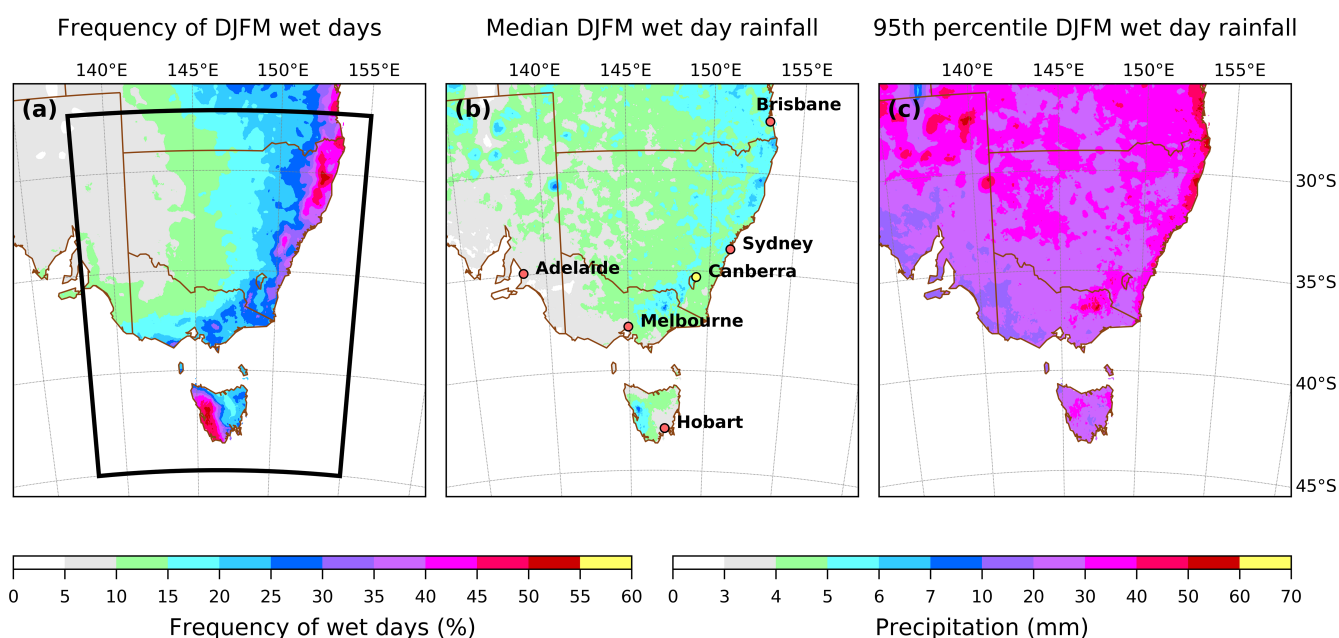 Frequency of DJFM wet days
Median DJFM wet day rainfall
95th percentile DJFM wet day rainfall
140°E 145°E 150°E 155°E
140°E 145°E 150°E 155°E
140°E 145°E 150°E 155°E
(a)
(b)
(c)
Brisbane
30°S
Sydney
Adelaide
Canberra
35°S
Melbourne
40°S
Hobart
45°S
0 5 10 15 20 25 30 35 40 45 50 55 60
Frequency of wet days (%)
0 3 4 5 6 7 10 20 30 40 50 60 70
Precipitation (mm)